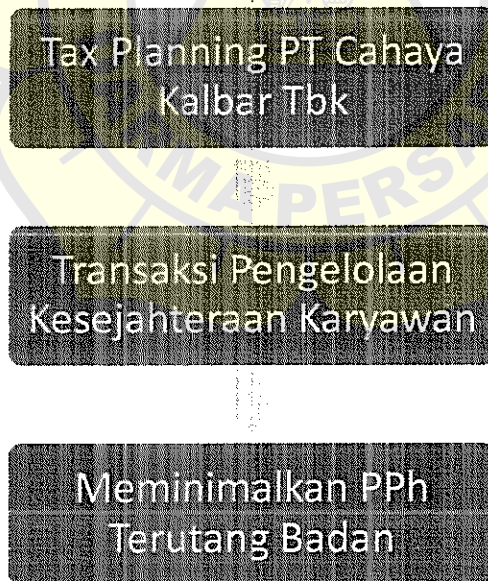 Tax Planning PT Cahaya
Kalbar Tbk
Transaksi Pengelolaan
Kesejahteraan Karyawan
Meminimalkan PPh
Terutang Badan